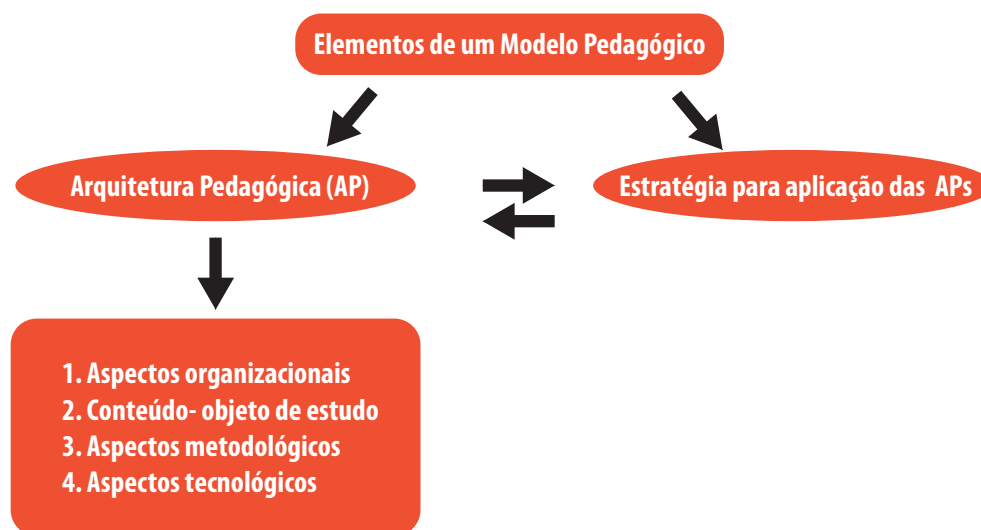 Elementos de um Modelo Pedagógico
Arquitetura Pedagógica (AP)
Estratégia para aplicação das APs
1. Aspectos organizacionais
2. Conteúdo- objeto de estudo
3. Aspectos metodológicos
4. Aspectos tecnológicos